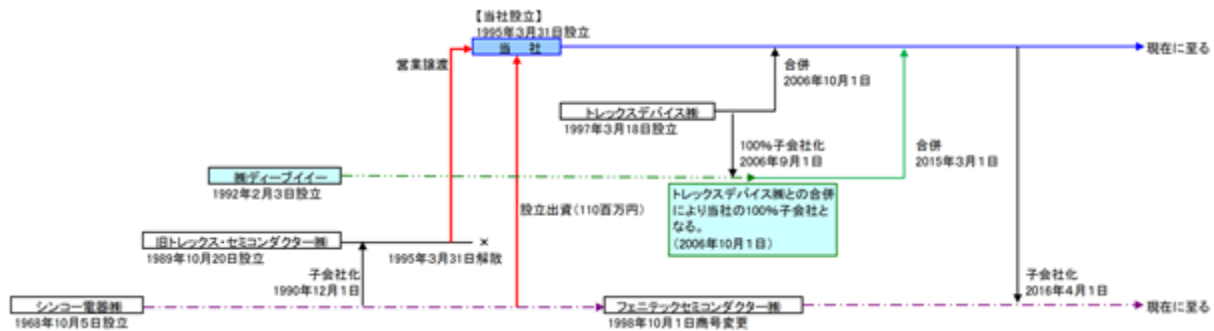 【当社設立】
1995年3月31日設立
当　社
現在に至る
営業譲渡
合併
2006年10月1日
トレックスデバイス㈱
1997年3月18日設立
100%子会社化
2006年9月1日
合併
2015年3月1日
㈱ディーブイイー
1992年2月3日設立
トレックスデバイス㈱との合併
により当社の100%子会社と
なる。
（2006年10月1日）
設立出資（110百万円）
旧トレックス・セミコンダクター㈱
1989年10月20日設立
×
1995年3月31日解散
子会社化
1990年12月1日
子会社化
2016年4月1日
シンコー電器㈱
1968年10月5日設立
フェニテックセミコンダクター㈱
1998年10月1日商号変更
現在に至る